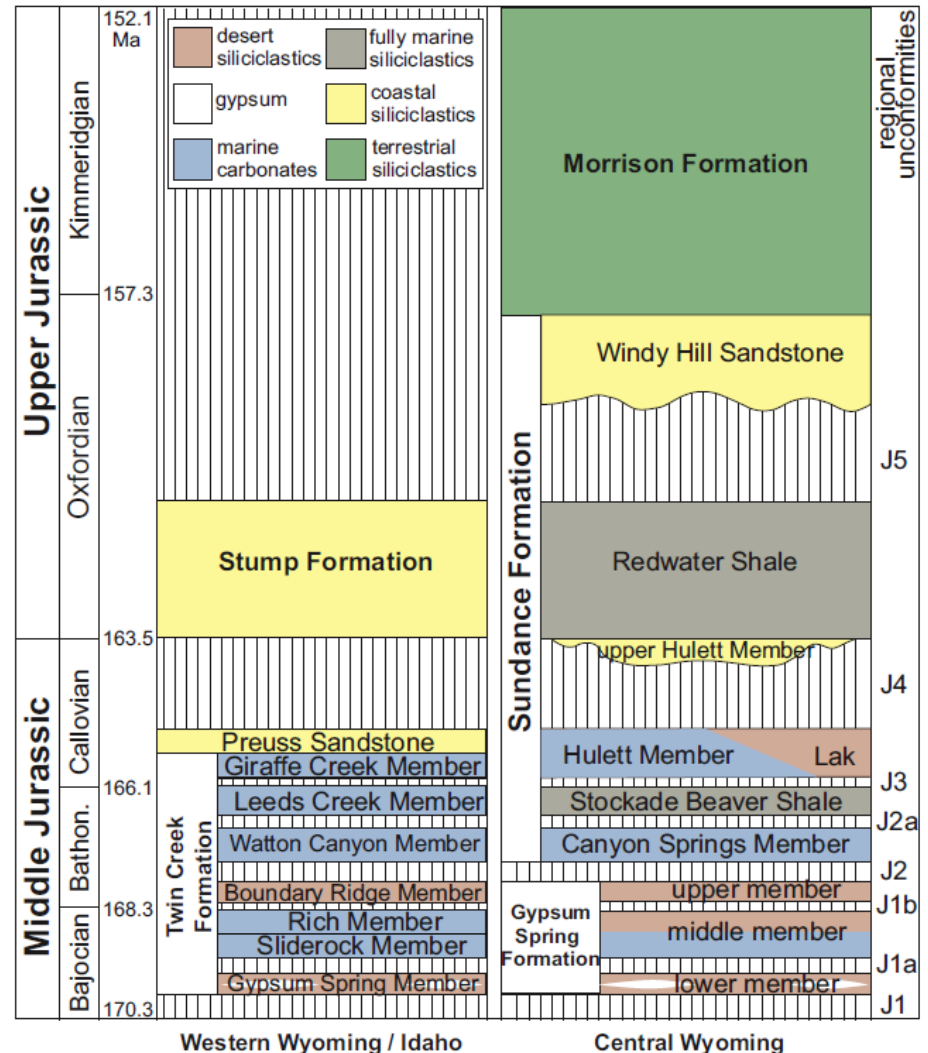 152.1
Ma
desert
siliciclastics
fully marine
siliciclastics
gypsum
coastal
siliciclastics
marine
carbonates
terrestrial
siliciclastics
regional
unconformities
Upper Jurassic
Kimmeridgian
Morrison Formation
157.3
Oxfordian
Sundance Formation
Windy Hill Sandstone
J5
Stump Formation
Redwater Shale
163.5
upper Hulett Member
J4
Middle Jurassic
Callovian
Preuss Sandstone
Giraffe Creek Member
Hulett Member
Lak
J3
166.1
Bathon.
Twin Creek
Formation
Leeds Creek Member
Stockade Beaver Shale
J2a
Watton Canyon Member
Canyon Springs Member
J2
Boundary Ridge Member
upper member
J1b
168.3
Bajocian
Rich Member
Sliderock Member
Gypsum
Spring
Formation
middle member
J1a
Gypsum Spring Member
lower member
170.3
J1
Western Wyoming / Idaho
Central Wyoming